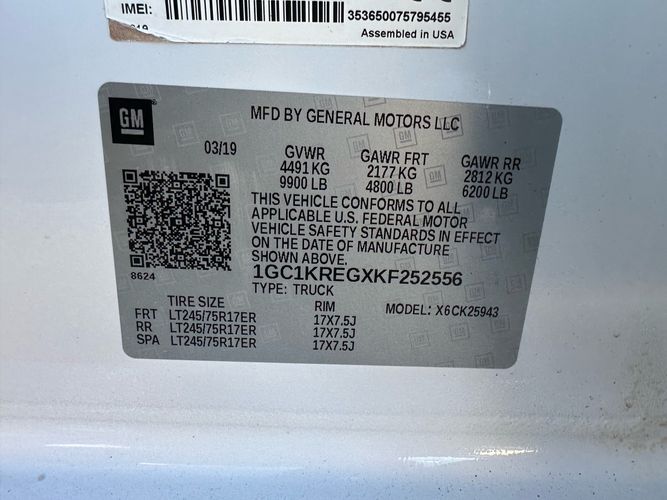 IMEI:
353650075795455
Assembled in USA
GM
MFD BY GENERAL MOTORS LLC
03/19 GVWR GAWR FRT GAWR RR
4491 KG 2177 KG 2812 KG
9900 LB 4800 LB 6200 LB
THIS VEHICLE CONFORMS TO ALL
APPLICABLE U.S. FEDERAL MOTOR
VEHICLE SAFETY STANDARDS IN EFFECT
ON THE DATE OF MANUFACTURE
SHOWN ABOVE.
8624
1GC1KREGXKF252556
TYPE: TRUCK
TIRE SIZE RIM MODEL: X6CK25943
FRT LT245/75R17ER 17X7.5J
RR LT245/75R17ER 17X7.5J
SPA LT245/75R17ER 17X7.5J